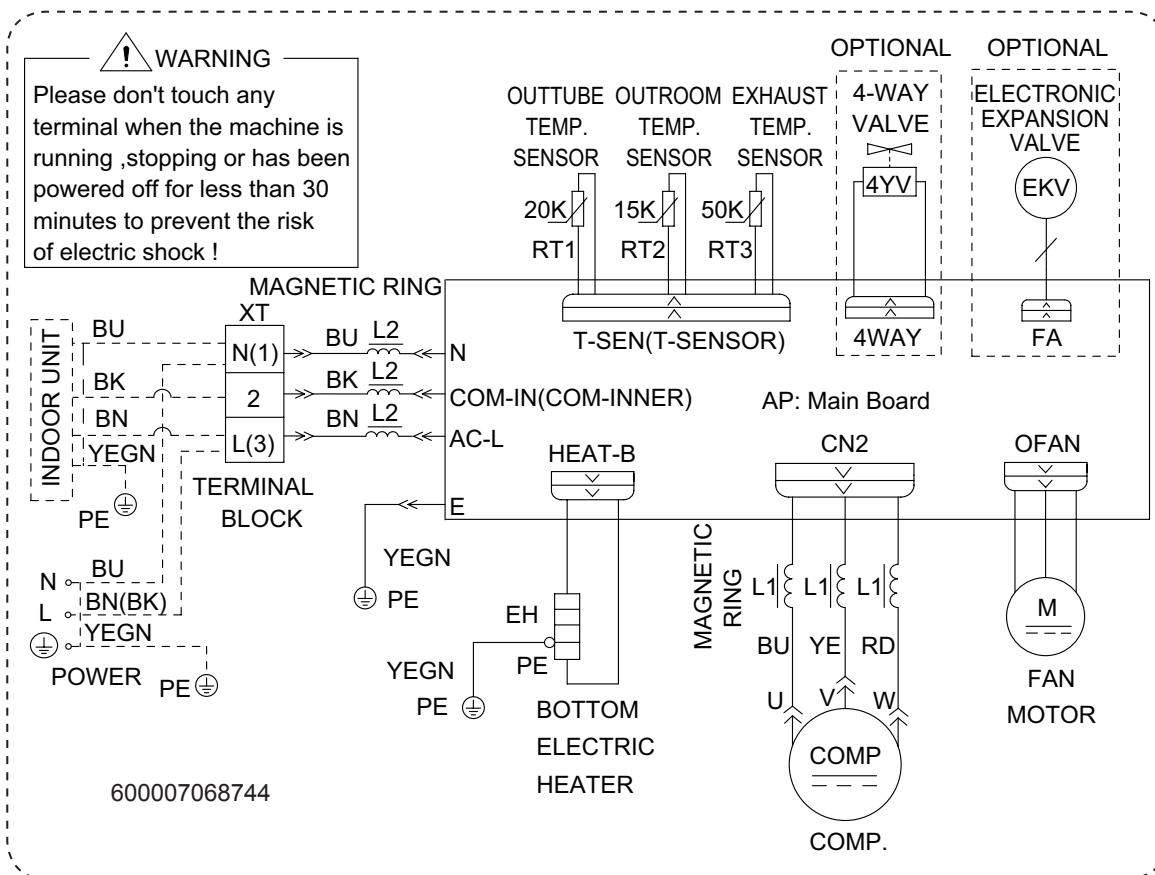 WARNING
Please don't touch any
terminal when the machine is
running ,stopping or has been
powered off for less than 30
minutes to prevent the risk
of electric shock !
OUTTUBE
TEMP.
SENSOR
OUTROOM
TEMP.
SENSOR
EXHAUST
TEMP.
SENSOR
OPTIONAL
4-WAY
VALVE
4YV
OPTIONAL
ELECTRONIC
EXPANSION
VALVE
EKV
20K
RT1
15K
RT2
50K
RT3
T-SEN(T-SENSOR)
4WAY
FA
MAGNETIC RING
XT
INDOOR UNIT
BU
BK
BN
YEGN
PE
N(1)
2
L(3)
TERMINAL
BLOCK
BU
L2
N
BK
L2
COM-IN(COM-INNER)
BN
L2
AC-L
E
YEGN
PE
AP: Main Board
HEAT-B
CN2
OFAN
N
BU
L
BN(BK)
YEGN
POWER
PE
EH
PE
YEGN
PE
BOTTOM
ELECTRIC
HEATER
MAGNETIC
RING
L1
L1
L1
BU
YE
RD
U
V
W
COMP
COMP.
M
FAN
MOTOR
600007068744